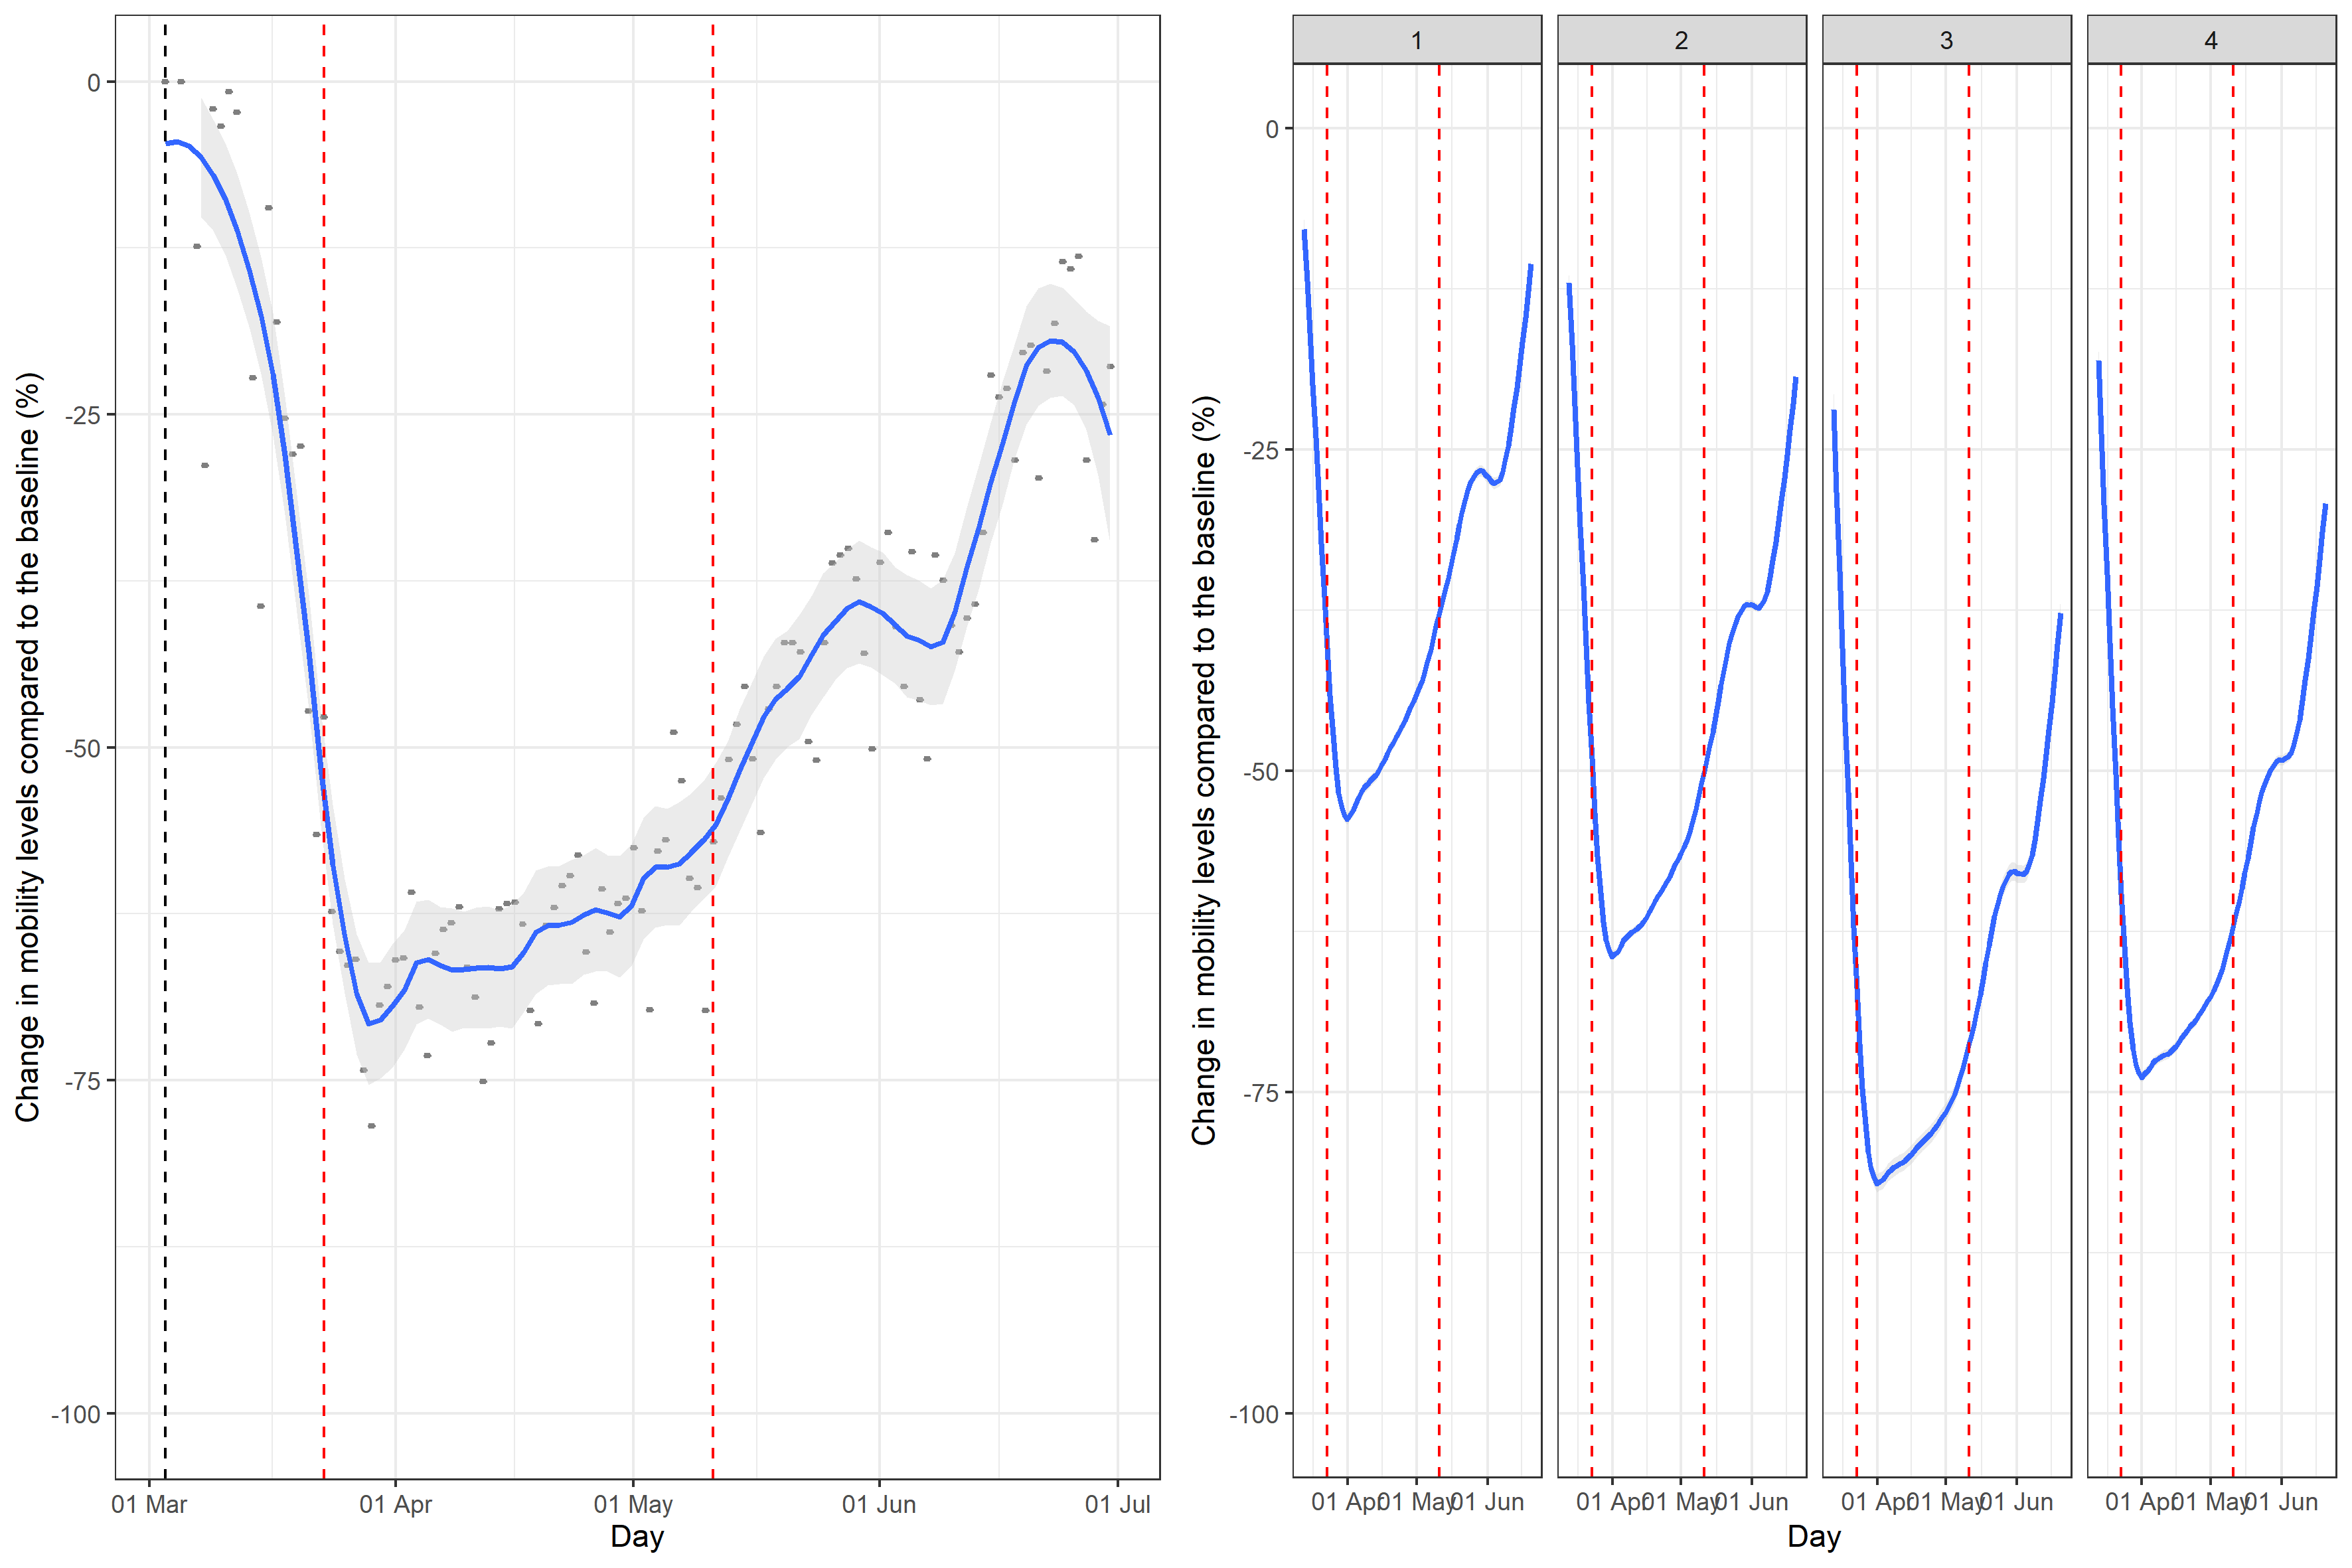 Change in mobility levels compared to the baseline (%)
0
-25
-50
-75
-100
01 Mar
01 Apr
01 May
01 Jun
01 Jul
Day
Change in mobility levels compared to the baseline (%)
1
2
3
4
0
-25
-50
-75
-100
01 Apr
01 May
01 Jun
01 Apr
01 May
01 Jun
01 Apr
01 May
01 Jun
01 Apr
01 May
01 Jun
Day